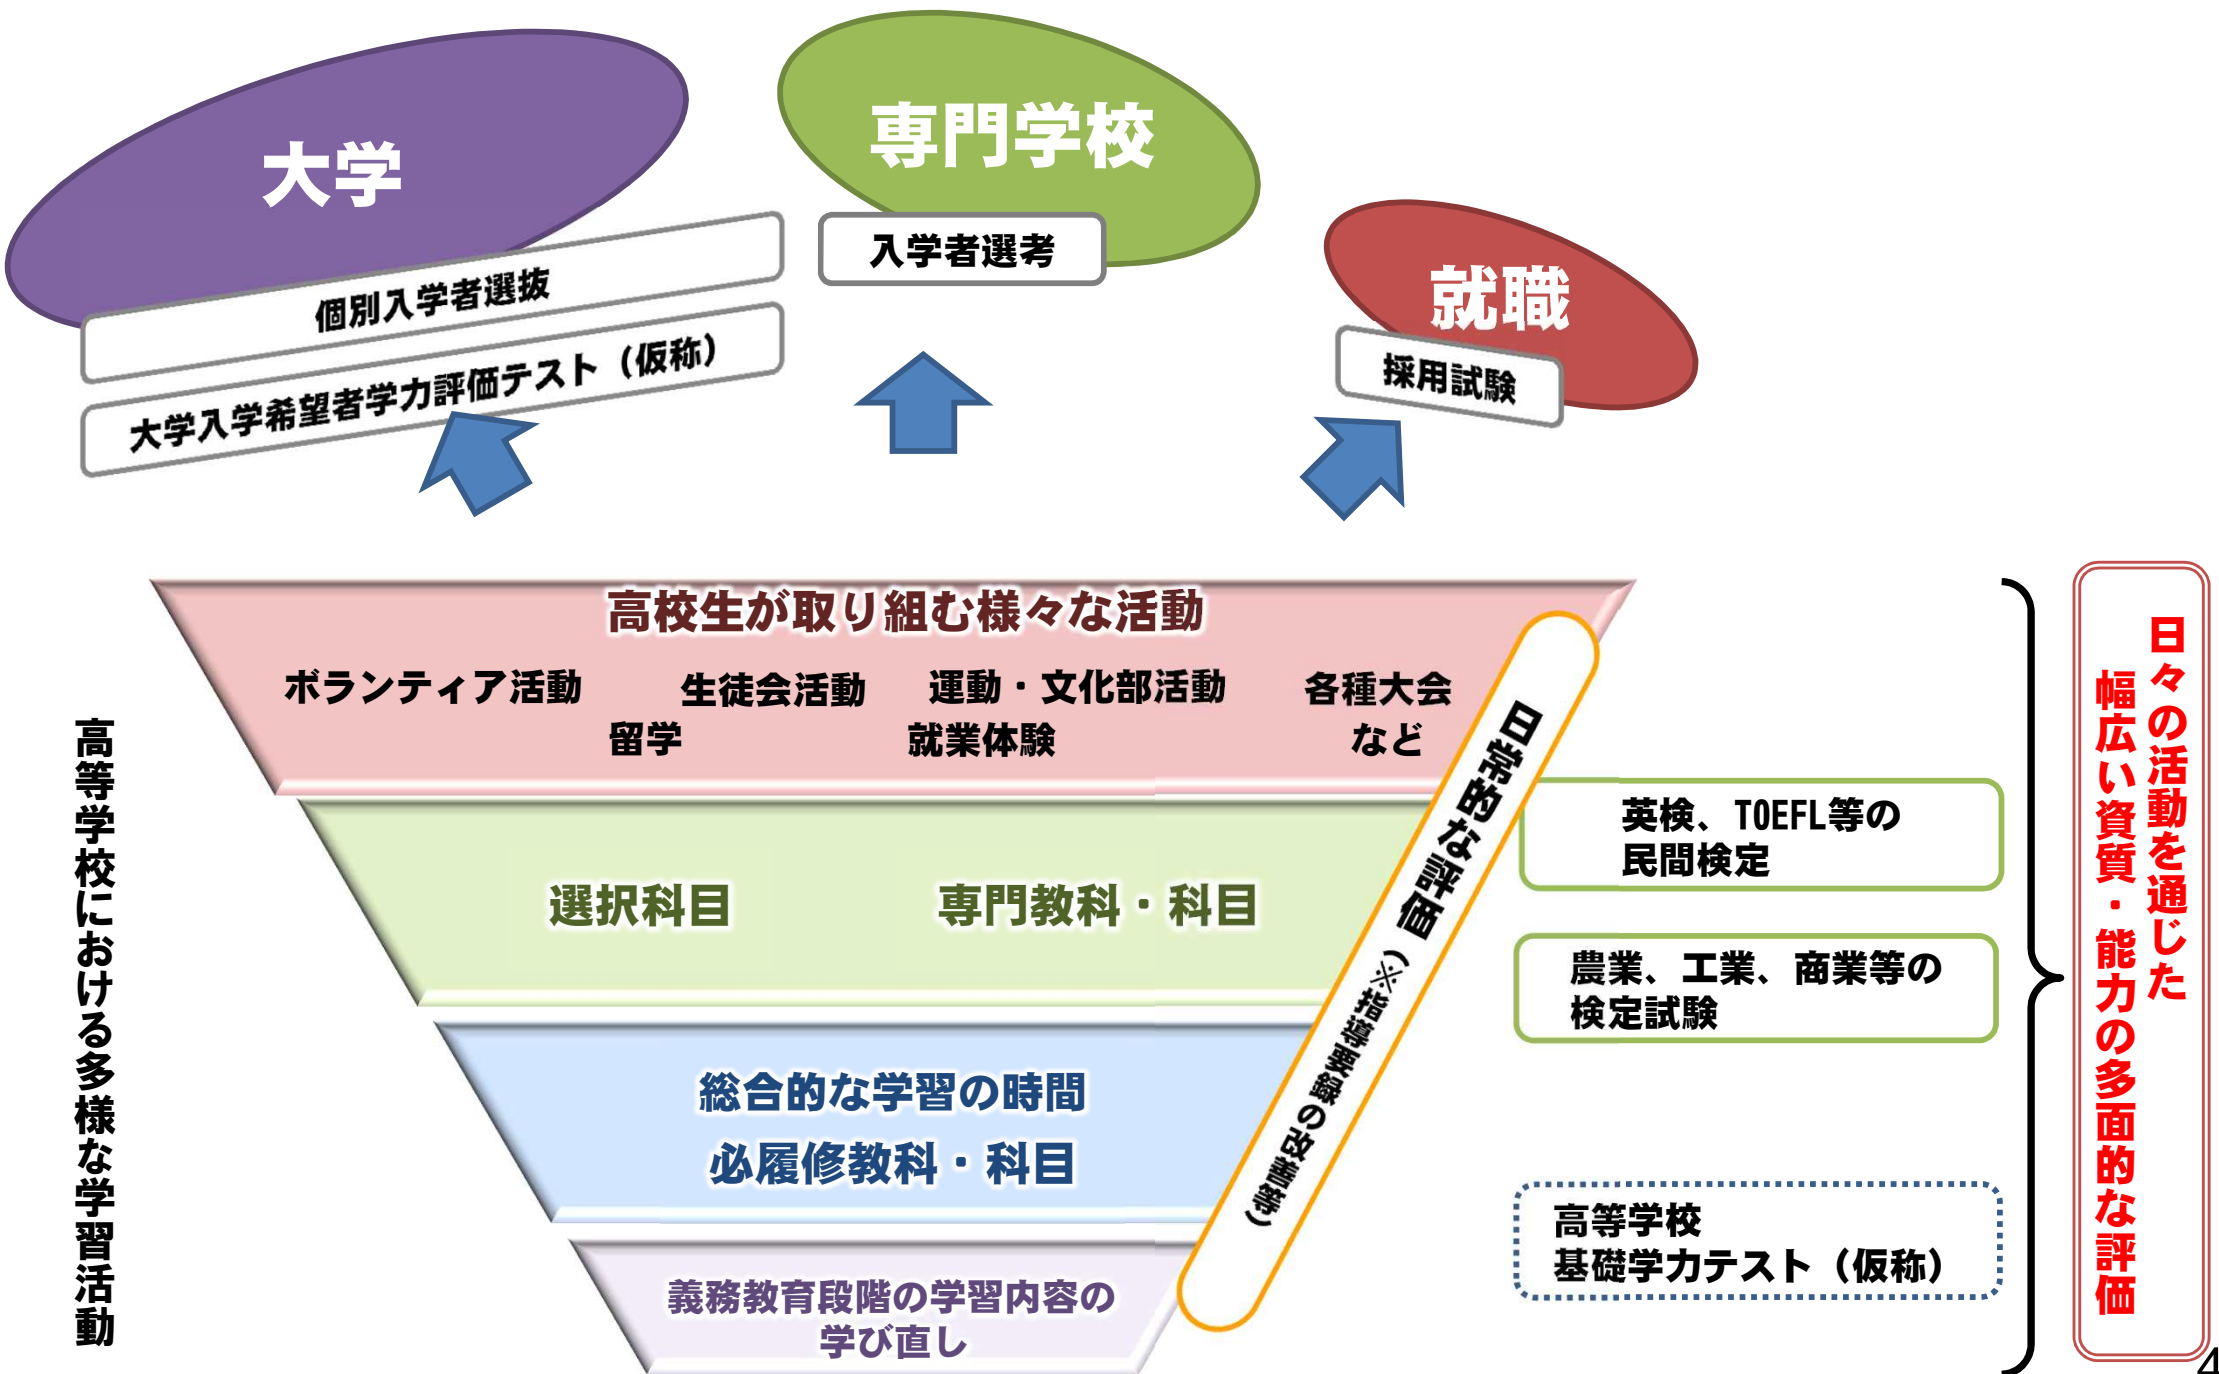 大学
個別入学者選抜
大学入学希望者学力評価テスト（仮称）
専門学校
入学者選考
就職
採用試験
高等学校における多様な学習活動
高校生が取り組む様々な活動
ボランティア活動
生徒会活動
運動・文化部活動
各種大会
留学
就業体験
など
選択科目
専門教科・科目
総合的な学習の時間
必履修教科・科目
義務教育段階の学習内容の
学び直し
日常的な評価（※指導要録の改善等）
英検、TOEFL等の
民間検定
農業、工業、商業等の
検定試験
高等学校
基礎学力テスト（仮称）
日々の活動を通じた
幅広い資質・能力の多面的な評価
4